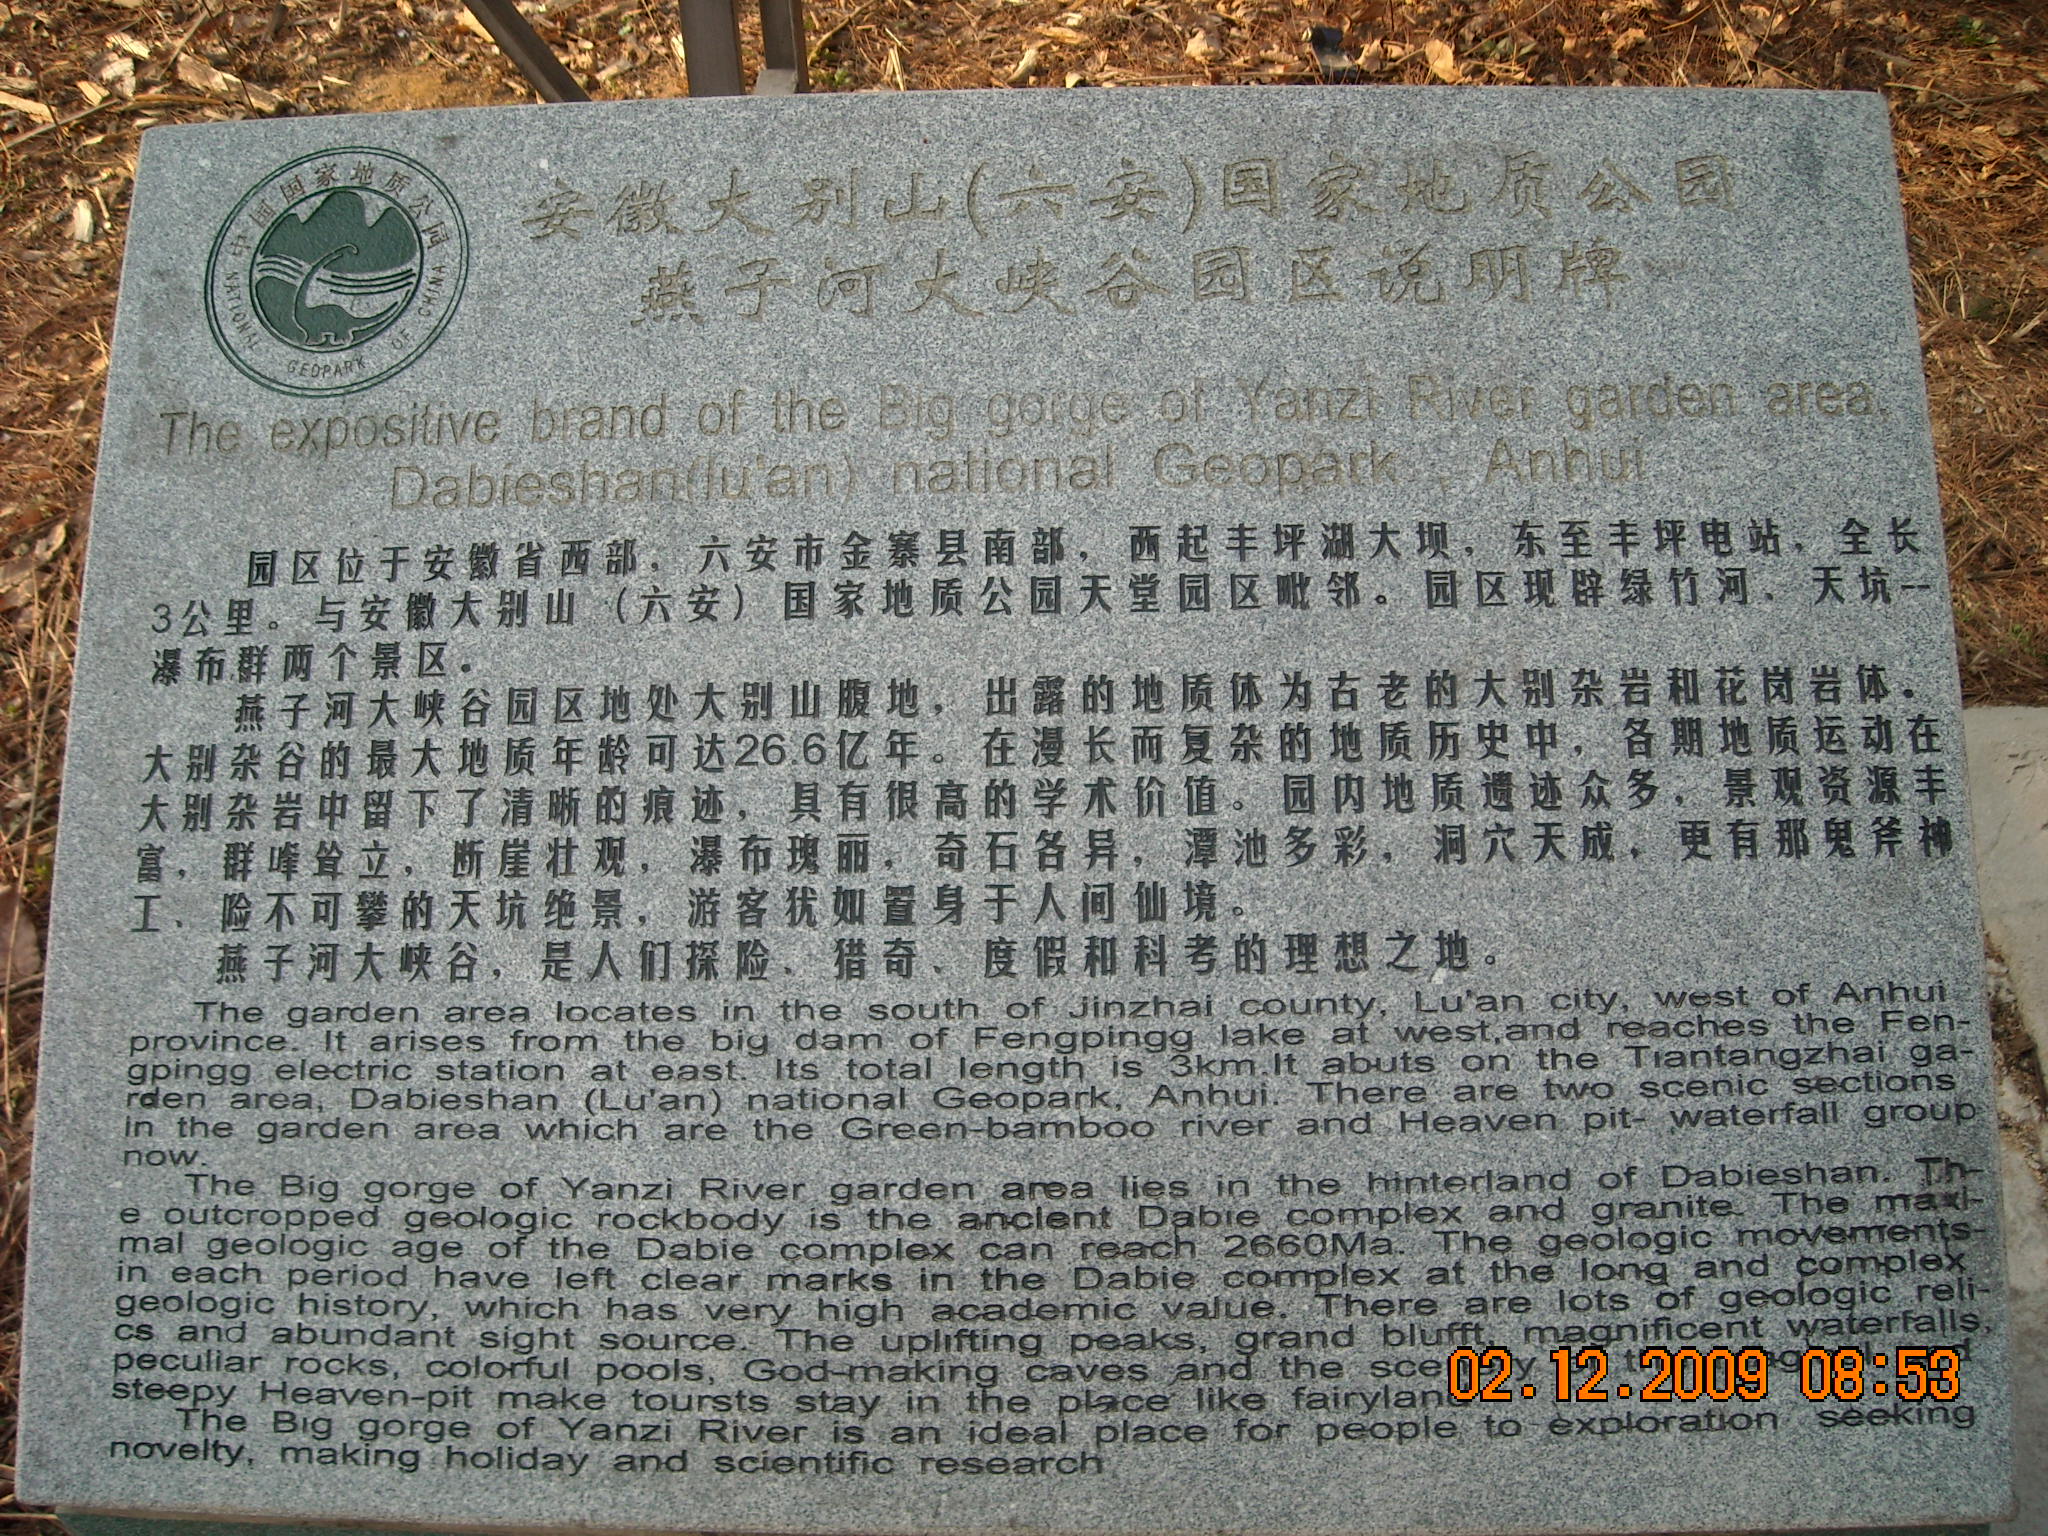 中国国家地质公园
NATIONAL GEOPARK OF CHINA
安徽大别山(六安)国家地质公园
燕子河大峡谷园区说明牌
The expositive brand of the Big gorge of Yanzi River garden area,
Dabieshan(lu'an) national Geopark , Anhui
园区位于安徽省西部，六安市金寨县南部，西起丰坪湖大坝，东至丰坪电站，全长
3公里。与安徽大别山（六安）国家地质公园天堂园区毗邻。园区现辟绿竹河、天坑--
瀑布群两个景区。
燕子河大峡谷园区地处大别山腹地，出露的地质体为古老的大别杂岩和花岗岩体。
大别杂谷的最大地质年龄可达26.6亿年。在漫长而复杂的地质历史中，各期地质运动在
大别杂岩中留下了清晰的痕迹，具有很高的学术价值。园内地质遗迹众多，景观资源丰
富，群峰耸立，断崖壮观，瀑布瑰丽，奇石各异，潭池多彩，洞穴天成，更有那鬼斧神
工、险不可攀的天坑绝景，游客犹如置身于人间仙境。
燕子河大峡谷，是人们探险、猎奇、度假和科考的理想之地。
The garden area locates in the south of Jinzhai county, Lu'an city, west of Anhui
province. It arises from the big dam of Fengpingg lake at west,and reaches the Fen-
gpingg electric station at east. Its total length is 3km.It abuts on the Tiantangzhai ga-
rden area, Dabieshan (Lu'an) national Geopark, Anhui. There are two scenic sections
in the garden area which are the Green-bamboo river and Heaven pit- waterfall group
now.
The Big gorge of Yanzi River garden area lies in the hinterland of Dabieshan. Th-
e outcropped geologic rockbody is the ancient Dabie complex and granite. The maxi-
mal geologic age of the Dabie complex can reach 2660Ma. The geologic movements-
in each period have left clear marks in the Dabie complex at the long and complex
geologic history, which has very high academic value. There are lots of geologic reli-
cs and abundant sight source. The uplifting peaks, grand blufft, magnificent waterfalls,
peculiar rocks, colorful pools, God-making caves and the
steepy Heaven-pit make toursts stay in the place like
The Big gorge of Yanzi River is an ideal place for people to exploration seeking
novelty, making holiday and scientific research
02.12.2009 08:53